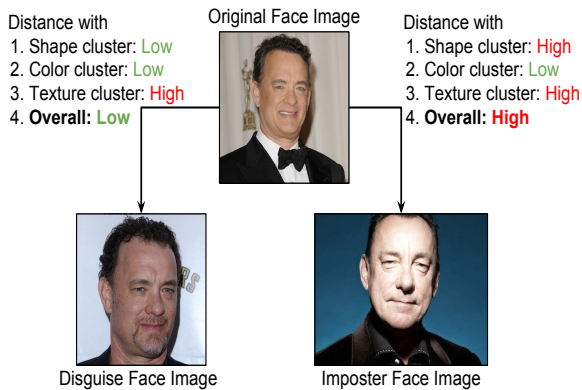 Original Face Image
Distance with
1. Shape cluster: Low
2. Color cluster: Low
3. Texture cluster: High
4. Overall: Low
Distance with
1. Shape cluster: High
2. Color cluster: Low
3. Texture cluster: High
4. Overall: High
RS
Disguise Face Image
Imposter Face Image